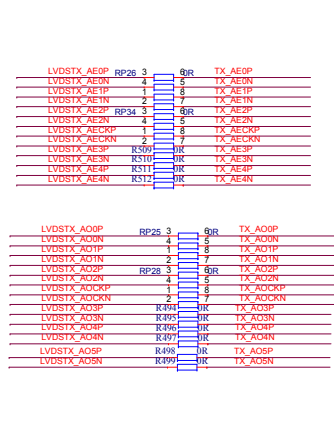 LVDSTX_AE0P RP26 3 6 0R TX_AE0P
LVDSTX_AE0N 4 5 TX_AE0N
LVDSTX_AE1P 1 8 TX_AE1P
LVDSTX_AE1N 2 7 TX_AE1N
LVDSTX_AE2P RP34 3 6 0R TX_AE2P
LVDSTX_AE2N 4 5 TX_AE2N
LVDSTX_AECKP 1 8 TX_AECKP
LVDSTX_AECKN 2 7 TX_AECKN
LVDSTX_AE3P R509 0R TX_AE3P
LVDSTX_AE3N R510 0R TX_AE3N
LVDSTX_AE4P R511 0R TX_AE4P
LVDSTX_AE4N R512 0R TX_AE4N
LVDSTX_AO0P RP25 3 6 0R TX_AO0P
LVDSTX_AO0N 4 5 TX_AO0N
LVDSTX_AO1P 1 8 TX_AO1P
LVDSTX_AO1N 2 7 TX_AO1N
LVDSTX_AO2P RP28 3 6 0R TX_AO2P
LVDSTX_AO2N 4 5 TX_AO2N
LVDSTX_AOCKP 1 8 TX_AOCKP
LVDSTX_AOCKN 2 7 TX_AOCKN
LVDSTX_AO3P R494 0R TX_AO3P
LVDSTX_AO3N R495 0R TX_AO3N
LVDSTX_AO4P R496 0R TX_AO4P
LVDSTX_AO4N R497 0R TX_AO4N
LVDSTX_AO5P R498 0R TX_AO5P
LVDSTX_AO5N R499 0R TX_AO5N